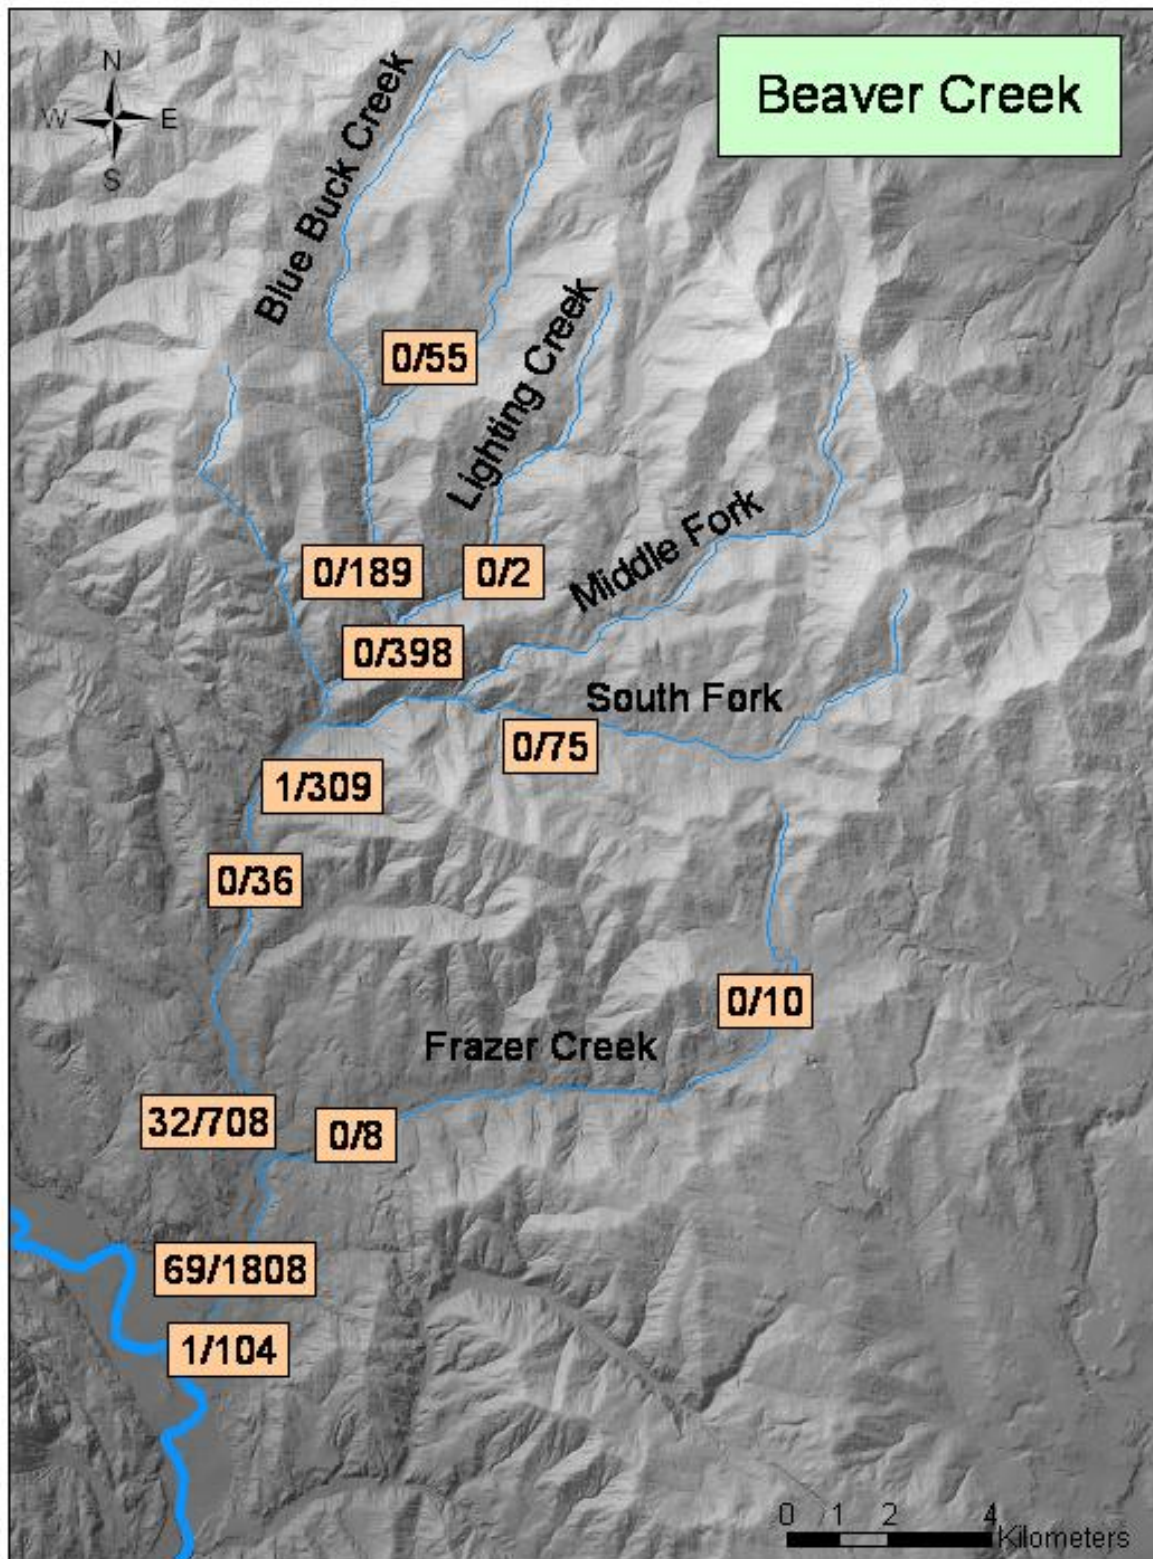 Beaver Creek
N
W E
S
Blue Buck Creek
0/55
Lighting Creek
0/189
0/2
Middle Fork
0/398
South Fork
0/75
1/309
0/36
0/10
Frazer Creek
32/708
0/8
69/1808
1/104
0 1 2 4
Kilometers